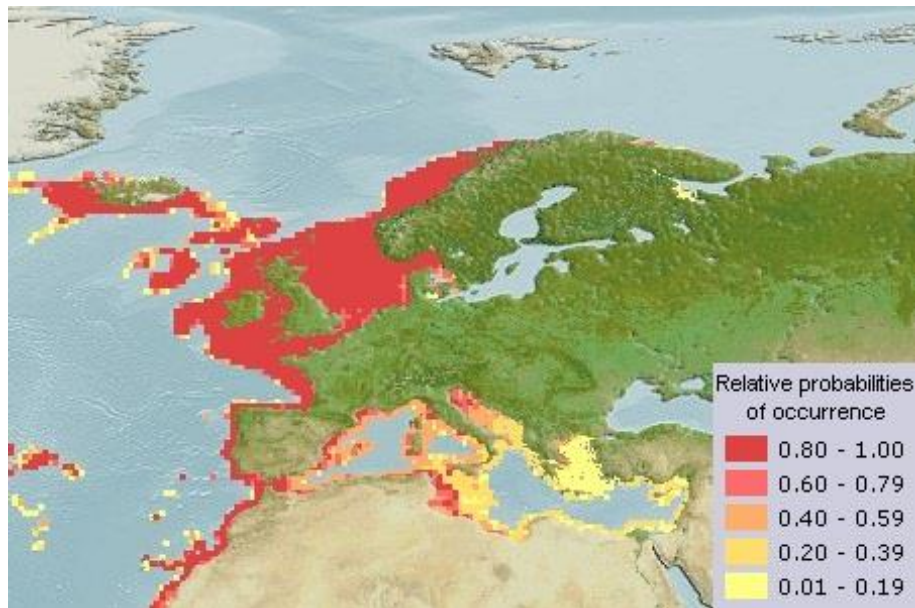 Relative probabilities
of occurrence
0.80 - 1.00
0.60 - 0.79
0.40 - 0.59
0.20 - 0.39
0.01 - 0.19